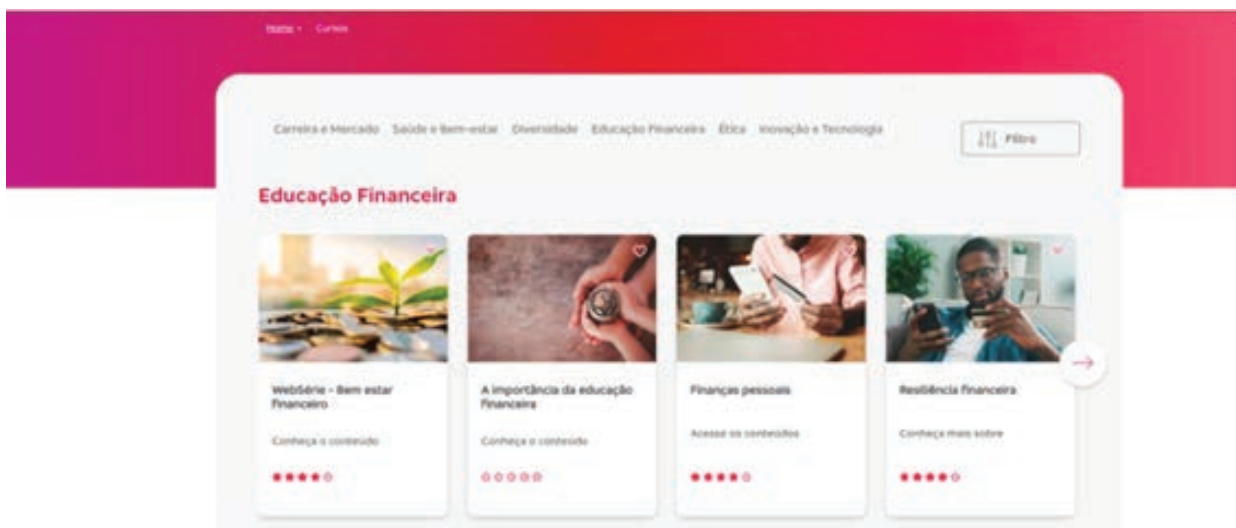 Home • Cursos
Carreira e Mercado Saúde e Bem-estar Diversidade Educação Financeira Ética Inovação e Tecnologia
Filtro
Educação Financeira
WebSérie - Bem estar
Financeiro
Conheça o conteúdo
A importância da educação
financeira
Conheça o conteúdo
Finanças pessoais
Acesse os conteúdos
Resiliência financeira
Conheça mais sobre